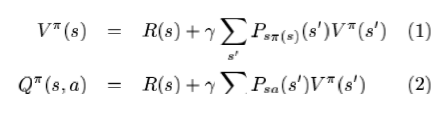 V^π(s) = R(s) + γ ∑_{s'} P_{sπ(s)}(s')V^π(s') (1)
Q^π(s, a) = R(s) + γ ∑ P_{sa}(s')V^π(s') (2)